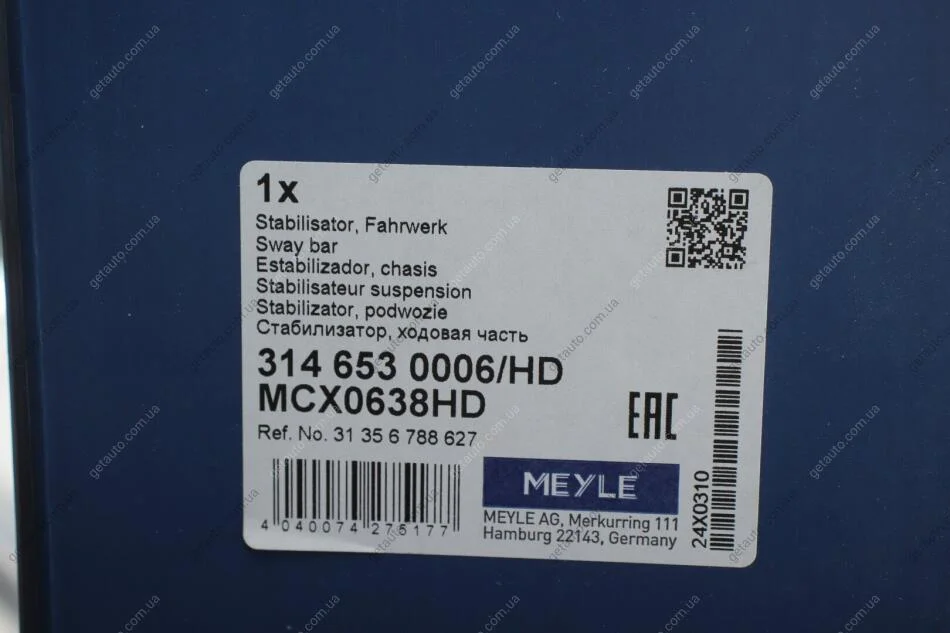 1x
Stabilisator, Fahrwerk
Sway bar
Estabilizador, chasis
Stabilisateur suspension
Stabilizator, podwozie
Стабилизатор, ходовая часть
314 653 0006/HD
MCX0638HD
Ref. No. 31 35 6 788 627
EAC
4 040074 276177
MEYLE
MEYLE AG, Merkurring 111
Hamburg 22143, Germany
24X0310
getauto.com.ua